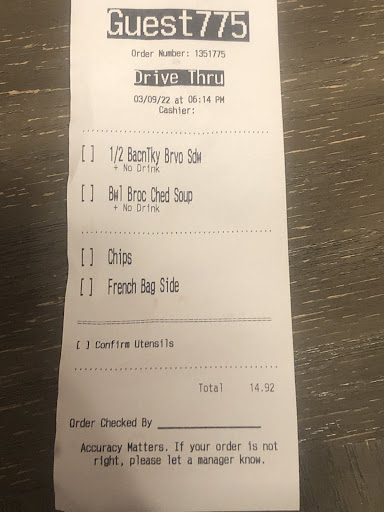 Guest775
Order Number: 1351775
Drive Thru
03/09/22 at 06:14 PM
Cashier:
[ ] 1/2 BacnTky Brvo Sdw
+ No Drink
[ ] Bwl Broc Ched Soup
+ No Drink
[ ] Chips
[ ] French Bag Side
[ ] Confirm Utensils
Total 14.92
Order Checked By
Accuracy Matters. If your order is not
right, please let a manager know.